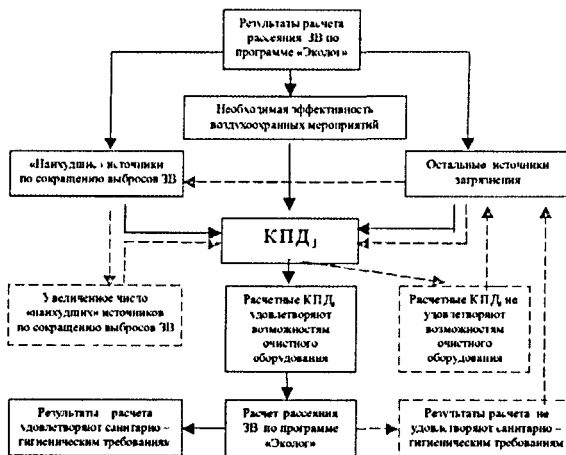 Результаты расчета
рассеяния ЗВ по
программе «Эколог»
Необходимая эффективность
воздухоохранных мероприятий
«Наихудшие» источники
по сокращению выбросов ЗВ
Остальные источники
загрязнения
КПД
Увеличенное число
«наихудших» источников
по сокращению выбросов ЗВ
Расчетные КПД
удовлетворяют
возможностям
очистного
оборудования
Расчетные КПД не
удовлетворяют
возможностям
очистного
оборудования
Результаты расчета
удовлетворяют санитарно –
гигиеническим требованиям
Расчет рассеяния
ЗВ по программе
«Эколог»
Результаты расчета не
удовлетворяют санитарно –
гигиеническим требованиям